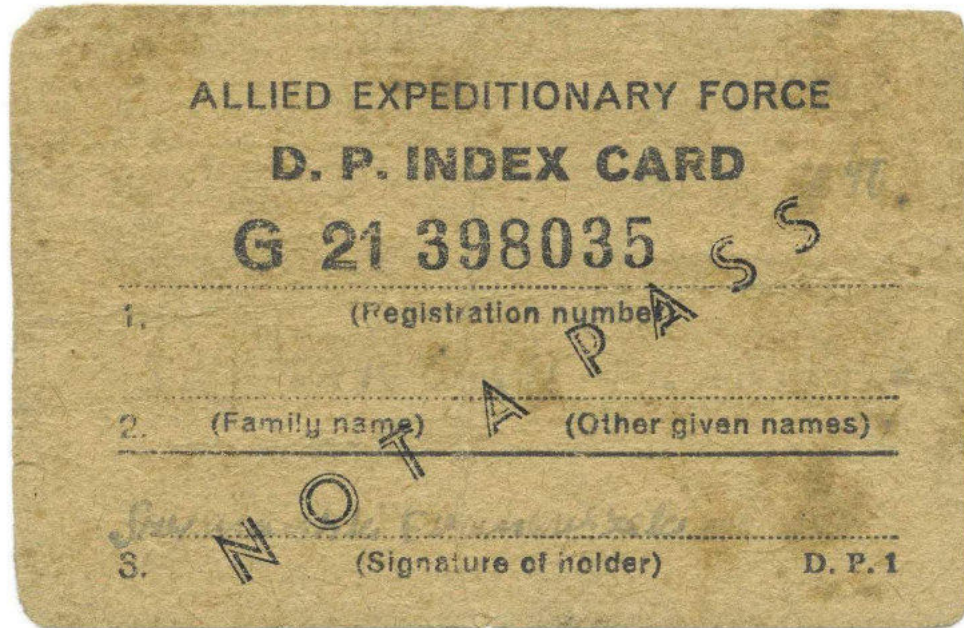 ALLIED EXPEDITIONARY FORCE
D. P. INDEX CARD
G 21 398035
1. (Registration number)
2. (Family name) (Other given names)
3. (Signature of holder) D. P. 1
NOT A PASS